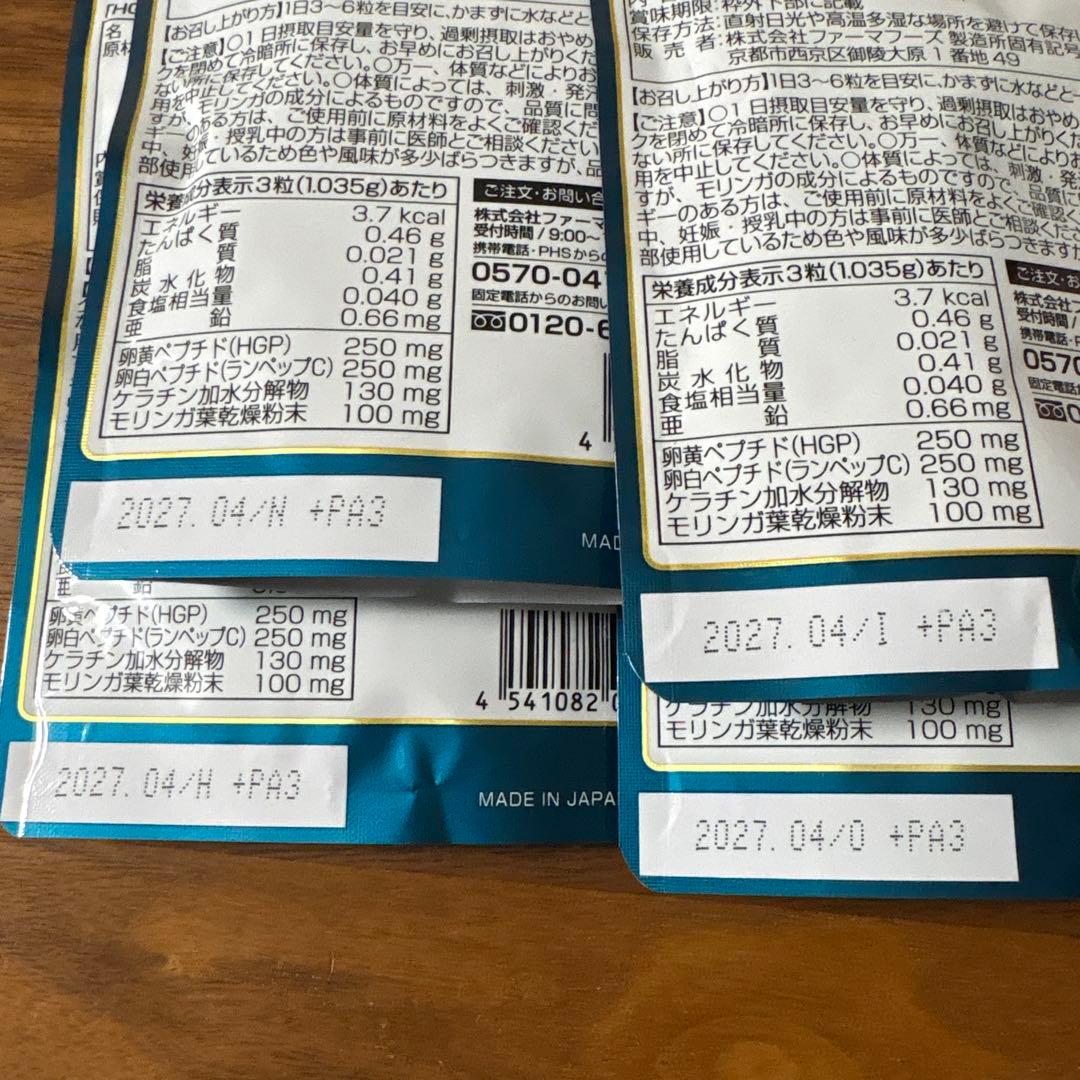 【お召し上がり方】1日3～6粒を目安に、かまずに水などと
【ご注意】○1日摂取目安量を守り、過剰摂取はおやめ
クを閉めて冷暗所に保存し、お早めにお召し上がりくだ
ない所に保存してください。○万一、体質などによりお
用を中止してください。○体質によっては、刺激・発汗
すが、モリンガの成分によるものですので、品質に問
ギーの ある方は、ご使用前に原材料をよくご確認くだ
中、妊娠・授乳中の方は事前に医師とご相談ください
部使用しているため色や風味が多少ばらつきますが、品
栄養成分表示3粒(1.035g)あたり
エネルギー 3.7 kcal
たんぱく質 0.46 g
脂質 0.021 g
炭水化物 0.41 g
食塩相当量 0.040 g
亜鉛 0.66 mg
卵黄ペプチド(HGP) 250 mg
卵白ペプチド(ランペップC) 250 mg
ケラチン加水分解物 130 mg
モリンガ葉乾燥粉末 100 mg
ご注文・お問い合
株式会社ファーマ
受付時間/9:00~
携帯電話・PHSから
0570-04
固定電話からのお問い
0120-6
4
2027. 04/N +PA3
MAD
亜鉛
卵黄ペプチド(HGP) 250 mg
卵白ペプチド(ランペップC) 250 mg
ケラチン加水分解物 130 mg
モリンガ葉乾燥粉末 100 mg
4 541082 0
2027. 04/H +PA3
MADE IN JAPA
賞味期限:枠外下部に記載
保存方法:直射日光や高温多湿な場所を避けて保存
販売者:株式会社ファーマフーズ 製造所固有記号
京都市西京区御陵大原1番地49
【お召し上がり方】1日3～6粒を目安に、かまずに水などと
【ご注意】○1日摂取目安量を守り、過剰摂取はおやめ
クを閉めて冷暗所に保存し、お早めにお召し上がりくだ
ない所に保存してください。○万一、体質などによりお
用を中止してください。○体質によっては、刺激・発
すが、モリンガの成分によるものですので、品質に
ギーのある方は、ご使用前に原材料をよくご確認く
中、妊娠・授乳中の方は事前に医師とご相談くださ
部使用しているため色や風味が多少ばらつきますが
栄養成分表示3粒(1.035g)あたり
エネルギー 3.7 kcal
たんぱく質 0.46 g
脂質 0.021 g
炭水化物 0.41 g
食塩相当量 0.040 g
亜鉛 0.66 mg
卵黄ペプチド(HGP) 250 mg
卵白ペプチド(ランペップC) 250 mg
ケラチン加水分解物 130 mg
モリンガ葉乾燥粉末 100 mg
ご注文・お
株式会社フ
受付時間/
携帯電話・P
0570
固定電話
2027. 04/I +PA3
ケラチン加水分解物 130 mg
モリンガ葉乾燥粉末 100 mg
2027. 04/O +PA3